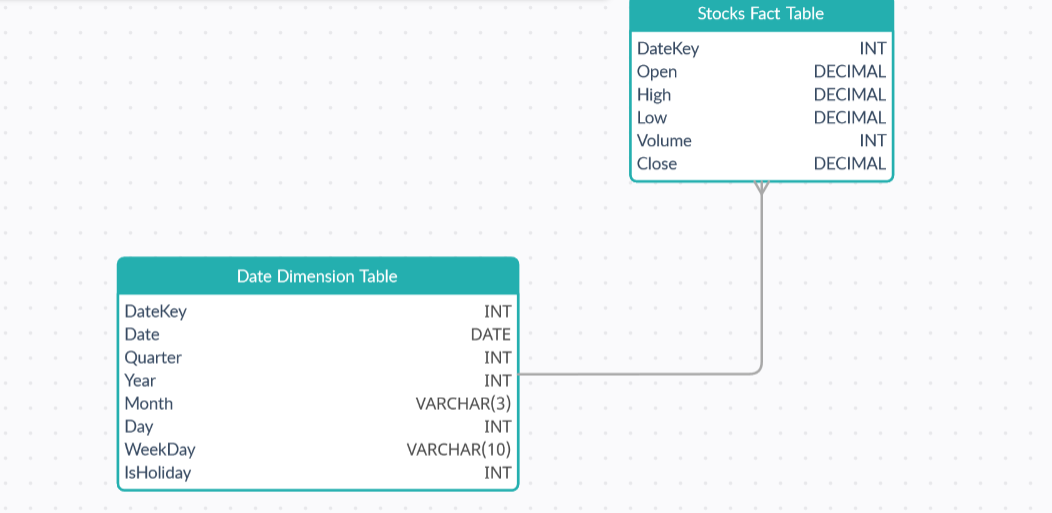 Stocks Fact Table
DateKey INT
Open DECIMAL
High DECIMAL
Low DECIMAL
Volume INT
Close DECIMAL
Date Dimension Table
DateKey INT
Date DATE
Quarter INT
Year INT
Month VARCHAR(3)
Day INT
WeekDay VARCHAR(10)
IsHoliday INT